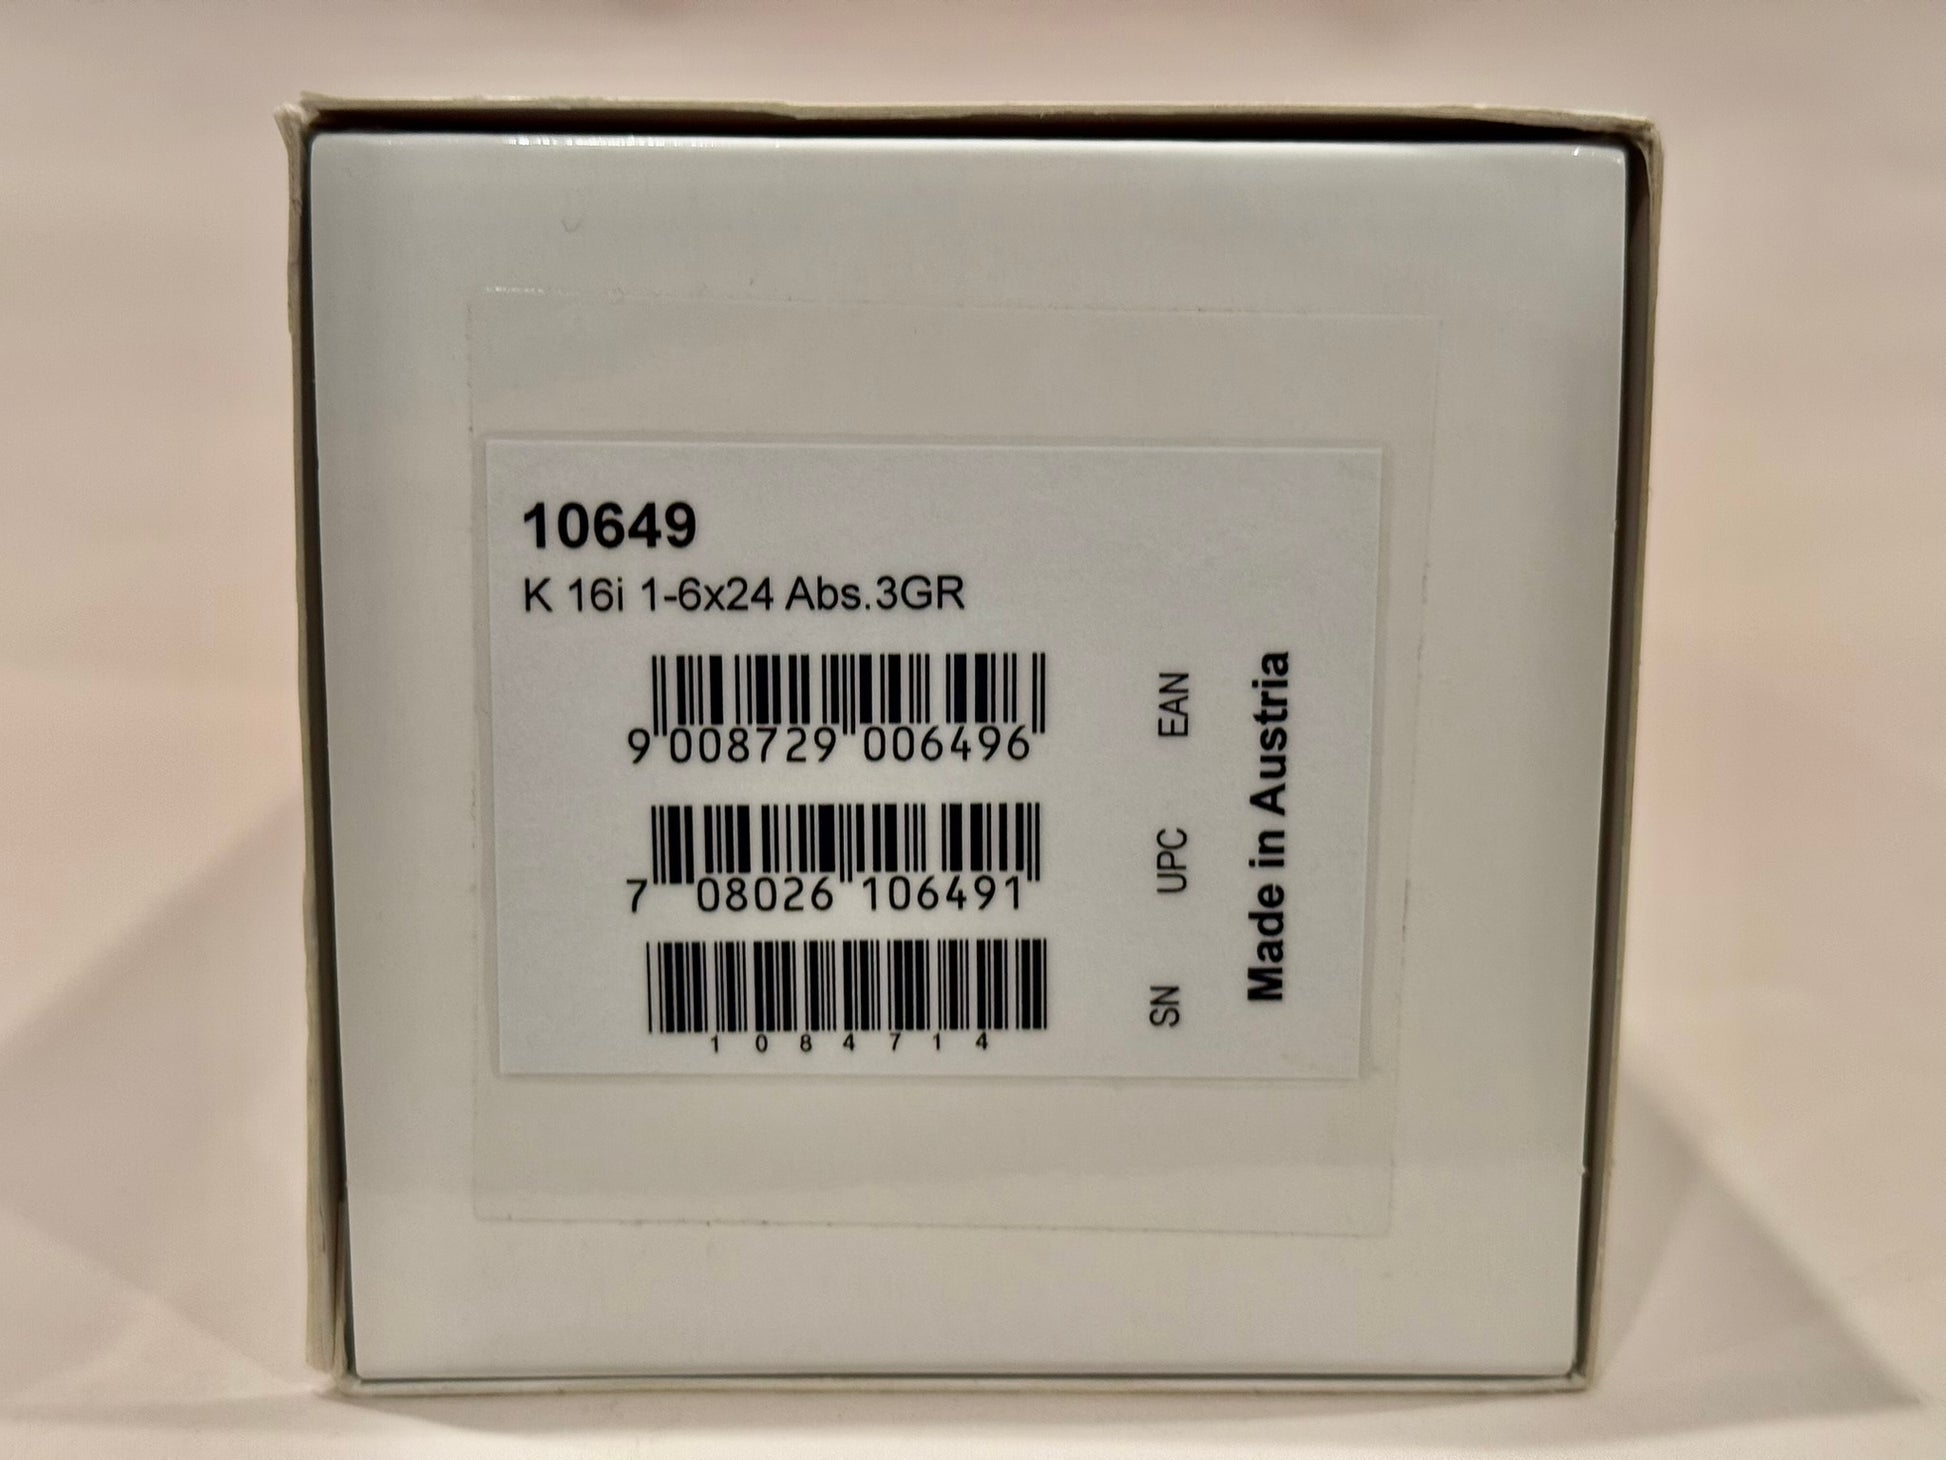 10649
K 16i 1-6x24 Abs.3GR
9 008729 006496
EAN
7 08026 106491
UPC
1 0 8 4 7 1 4
SN
Made in Austria